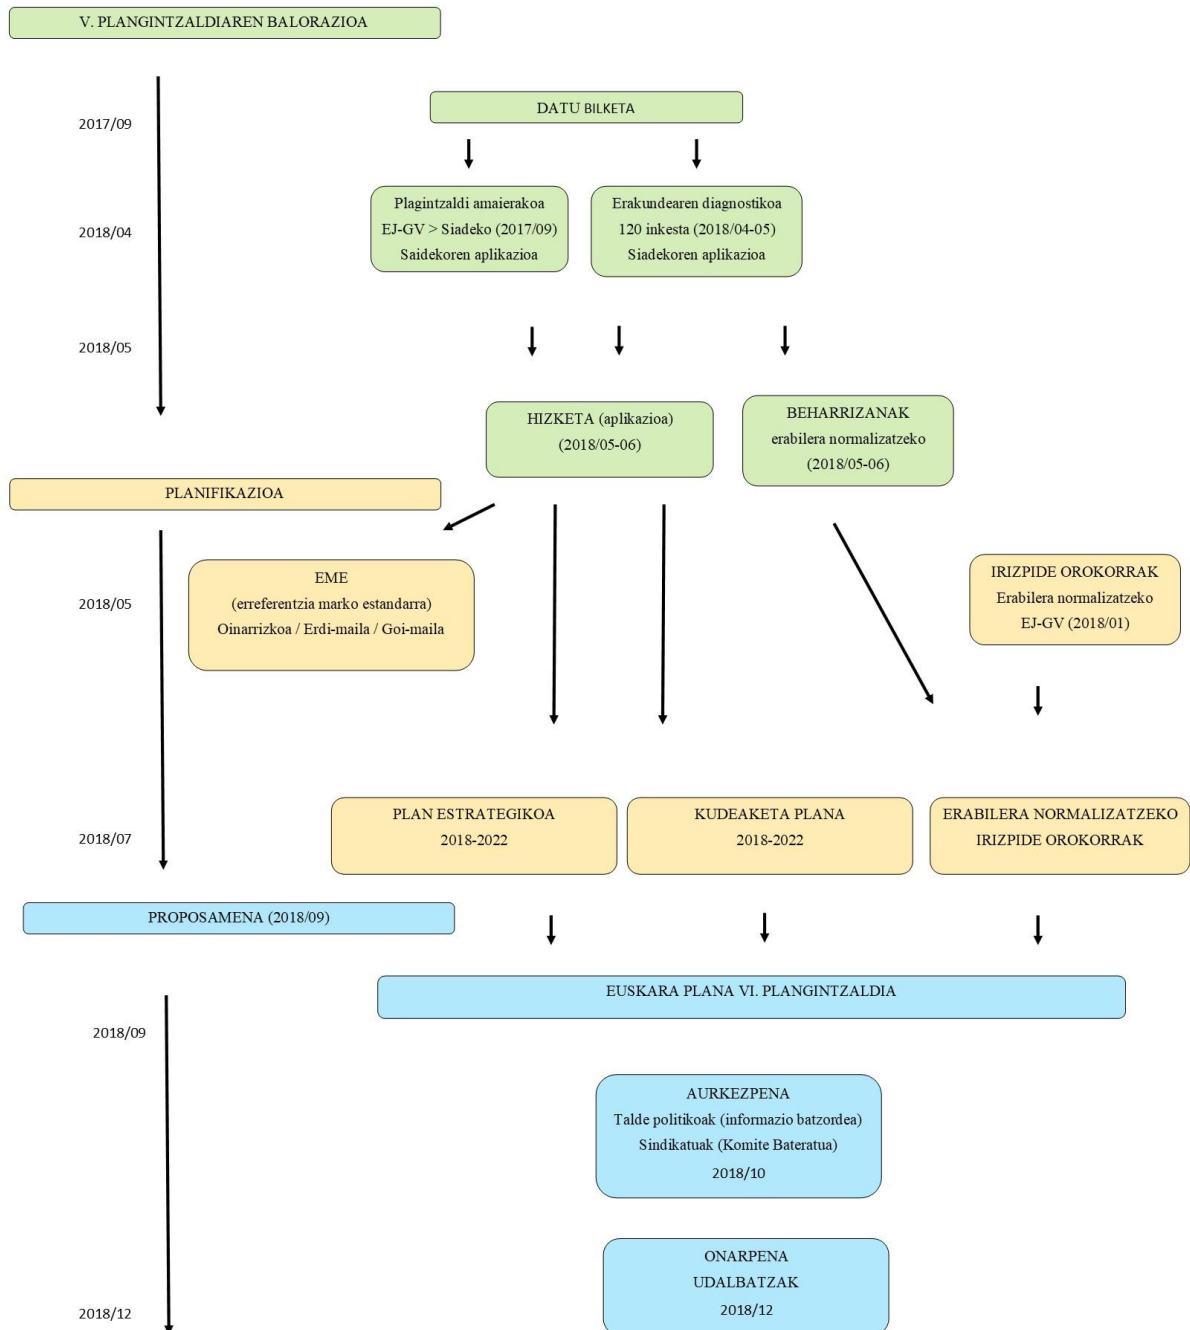 V. PLANGINTZALDIAREN BALORAZIOA
2017/09
DATU BILKETA
2018/04
Plagintzaldi amaierakoa
EJ-GV > Siadeko (2017/09)
Saidekoren aplikazioa
Erakundearen diagnostikoa
120 inkesta (2018/04-05)
Siadekoren aplikazioa
2018/05
HIZKETA (aplikazioa)
(2018/05-06)
BEHARRIZANAK
erabilera normalizatzeko
(2018/05-06)
PLANIFIKAZIOA
2018/05
EME
(erreferentzia marko estandarra)
Oinarrizkoa / Erdi-maila / Goi-maila
IRIZPIDE OROKORRAK
Erabilera normalizatzeko
EJ-GV (2018/01)
2018/07
PLAN ESTRATEGIKOA
2018-2022
KUDEAKETA PLANA
2018-2022
ERABILERA NORMALIZATZEKO
IRIZPIDE OROKORRAK
PROPOSAMENA (2018/09)
EUSKARA PLANA VI. PLANGINTZALDIA
2018/09
AURKEZPENA
Talde politikoak (informazio batzordea)
Sindikatuak (Komite Bateratua)
2018/10
ONARPENA
UDALBATZAK
2018/12
2018/12